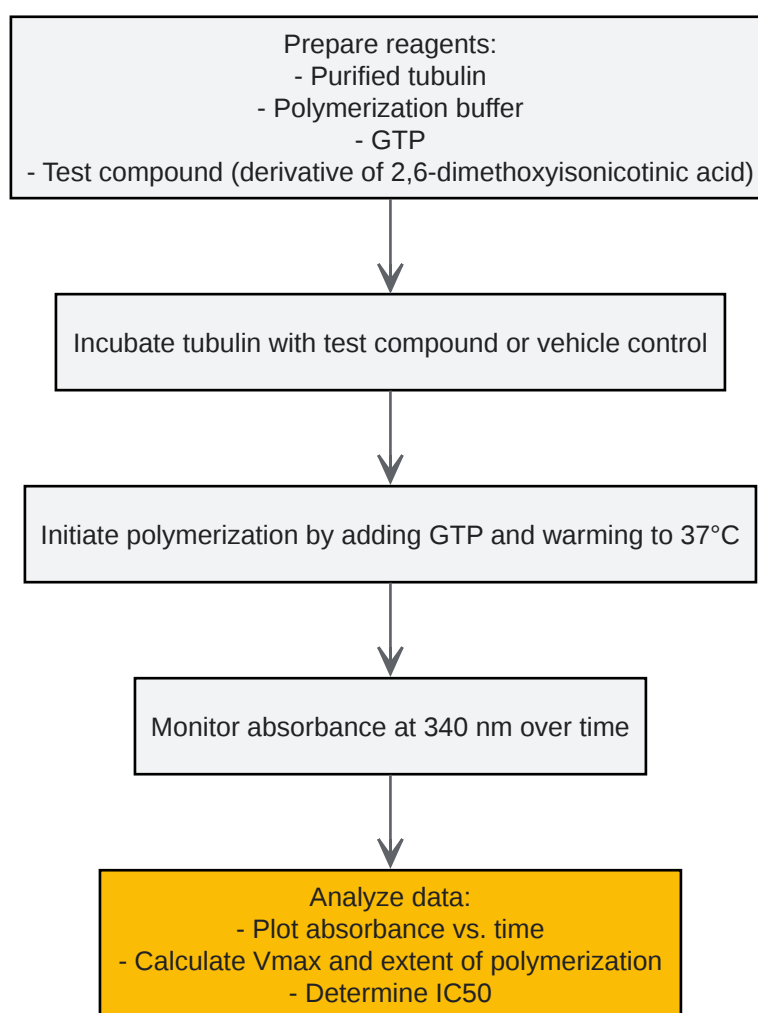 Prepare reagents:
- Purified tubulin
- Polymerization buffer
- GTP
- Test compound (derivative of 2,6-dimethoxyisonicotinic acid)
Incubate tubulin with test compound or vehicle control
Initiate polymerization by adding GTP and warming to 37°C
Monitor absorbance at 340 nm over time
Analyze data:
- Plot absorbance vs. time
- Calculate Vmax and extent of polymerization
- Determine IC50